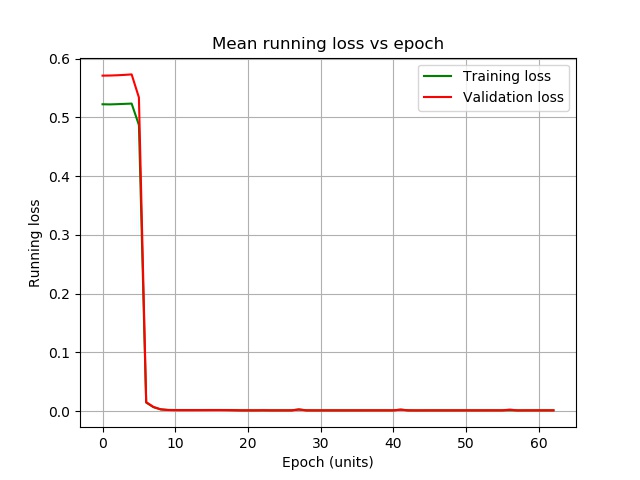 Mean running loss vs epoch
Training loss
Validation loss
0.6
0.5
0.4
0.3
0.2
0.1
0.0
Running loss
0 10 20 30 40 50 60
Epoch (units)